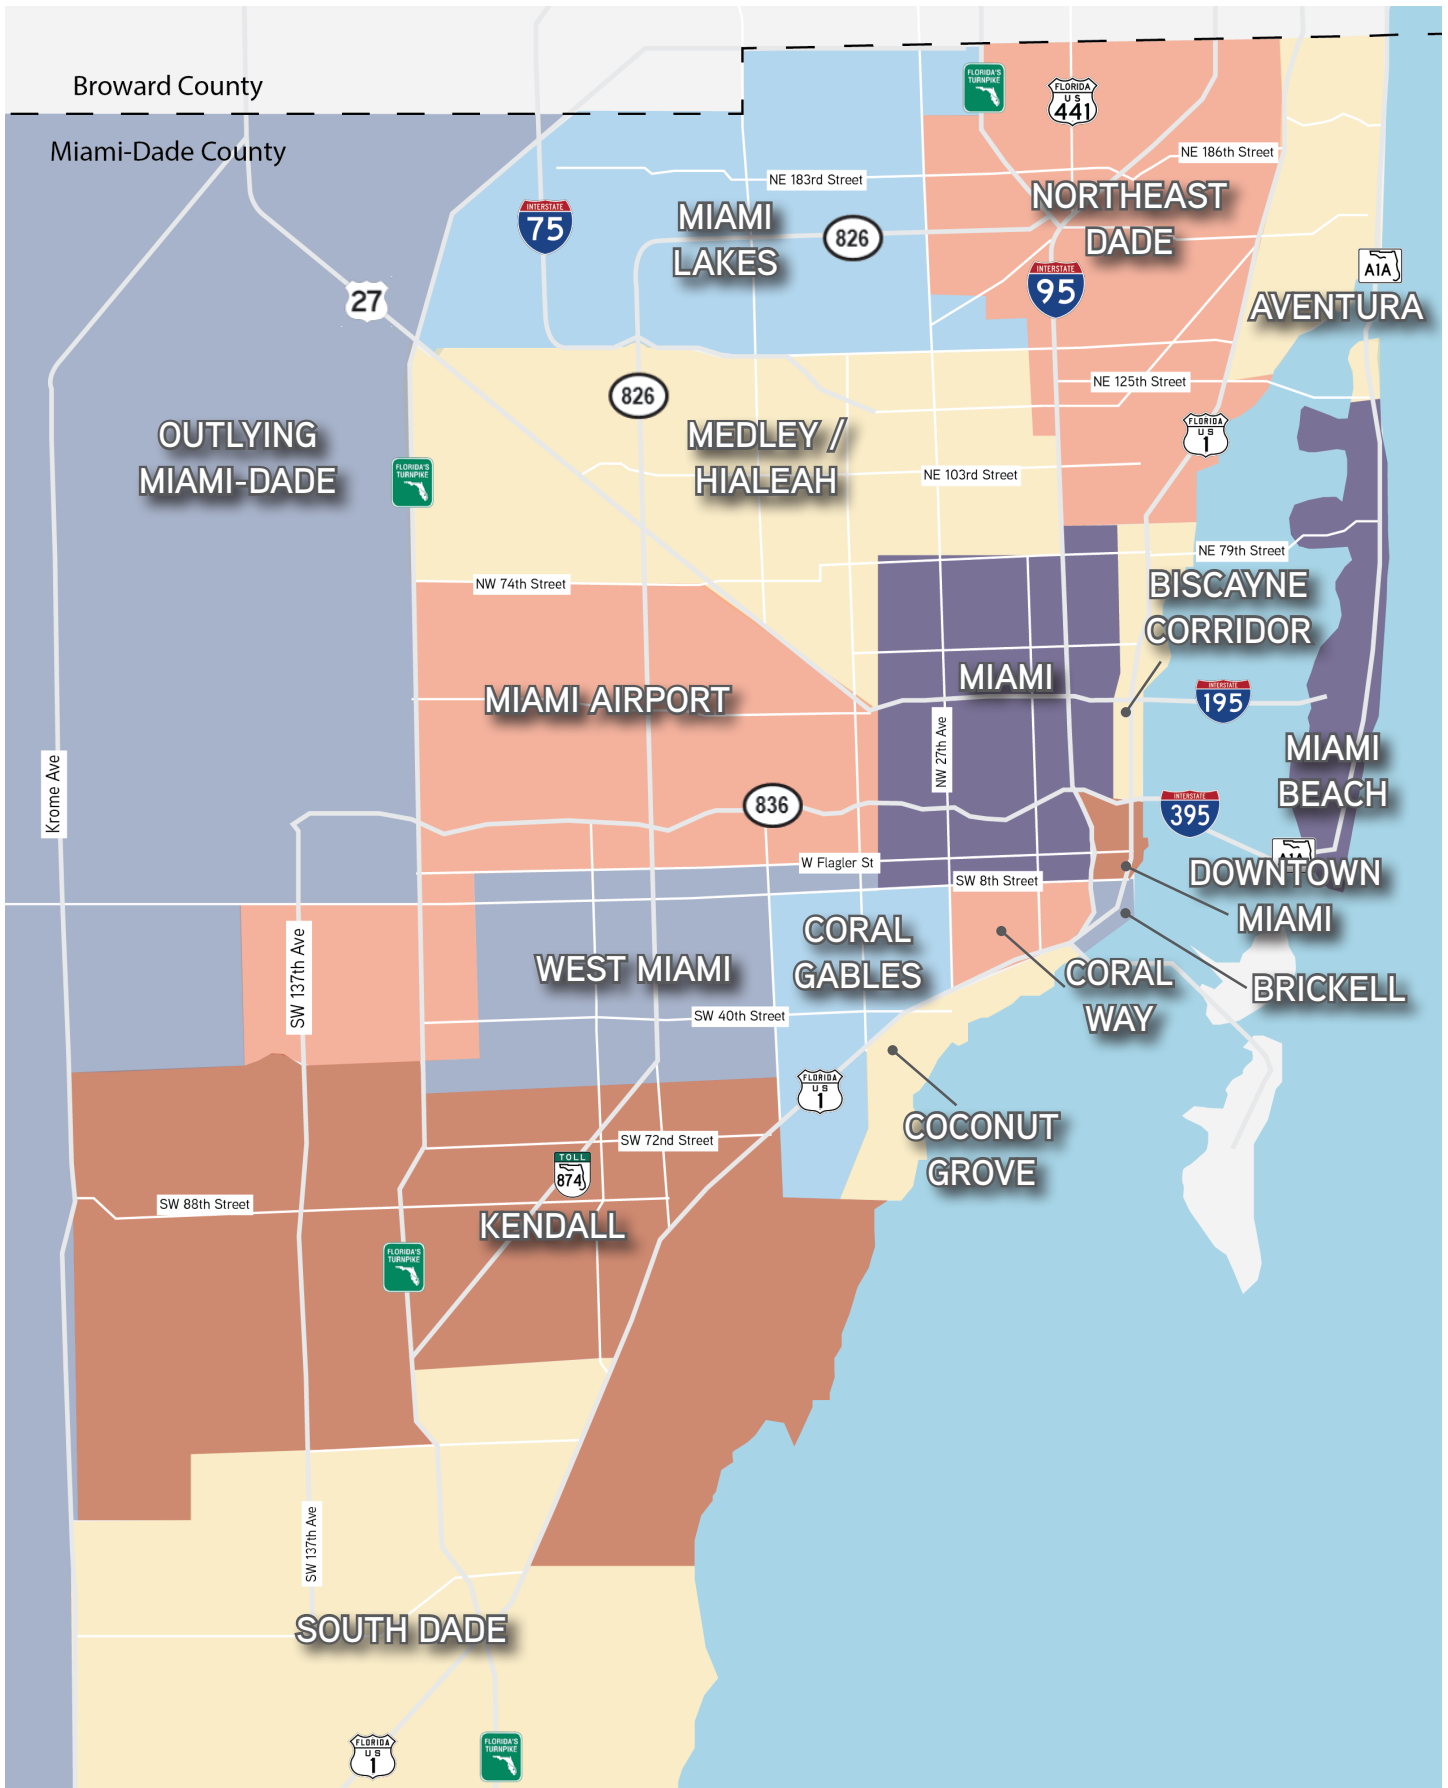 Broward County
Miami-Dade County
FLORIDA'S
TURNPIKE
FLORIDA
US
441
NE 186th Street
NE 183rd Street
INTERSTATE
75
MIAMI
LAKES
826
NORTHEAST
DADE
INTERSTATE
95
A1A
AVENTURA
27
826
NE 125th Street
OUTLYING
MIAMI-DADE
FLORIDA'S
TURNPIKE
MEDLEY /
HIALEAH
FLORIDA
US
1
NE 103rd Street
NE 79th Street
NW 74th Street
BISCAYNE
CORRIDOR
MIAMI AIRPORT
MIAMI
INTERSTATE
195
NW 27th Ave
MIAMI
BEACH
Krome Ave
836
INTERSTATE
395
W Flagler St
A1A
SW 8th Street
DOWNTOWN
MIAMI
SW 137th Ave
WEST MIAMI
CORAL
GABLES
CORAL
WAY
BRICKELL
SW 40th Street
FLORIDA
US
1
COCONUT
GROVE
SW 72nd Street
TOLL
874
SW 88th Street
KENDALL
FLORIDA'S
TURNPIKE
SW 137th Ave
SOUTH DADE
FLORIDA
US
1
FLORIDA'S
TURNPIKE